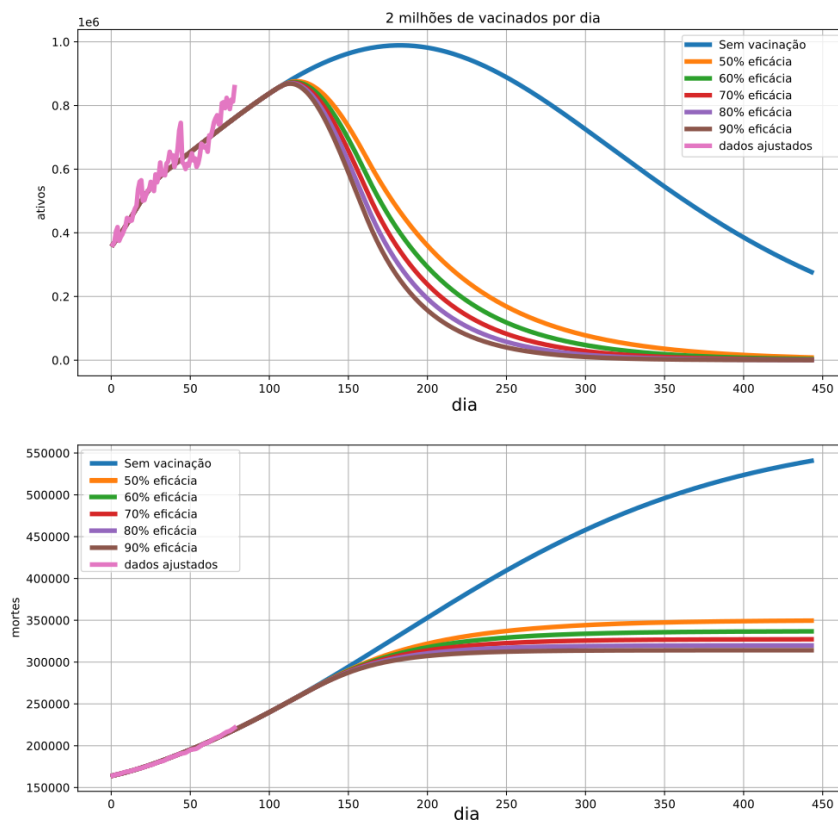 2 milhões de vacinados por dia
1e6
1.0
0.8
0.6
0.4
0.2
0.0
ativos
Sem vacinação
50% eficácia
60% eficácia
70% eficácia
80% eficácia
90% eficácia
dados ajustados
0 50 100 150 200 250 300 350 400 450
dia
550000
500000
450000
400000
350000
300000
250000
200000
150000
mortes
Sem vacinação
50% eficácia
60% eficácia
70% eficácia
80% eficácia
90% eficácia
dados ajustados
0 50 100 150 200 250 300 350 400 450
dia